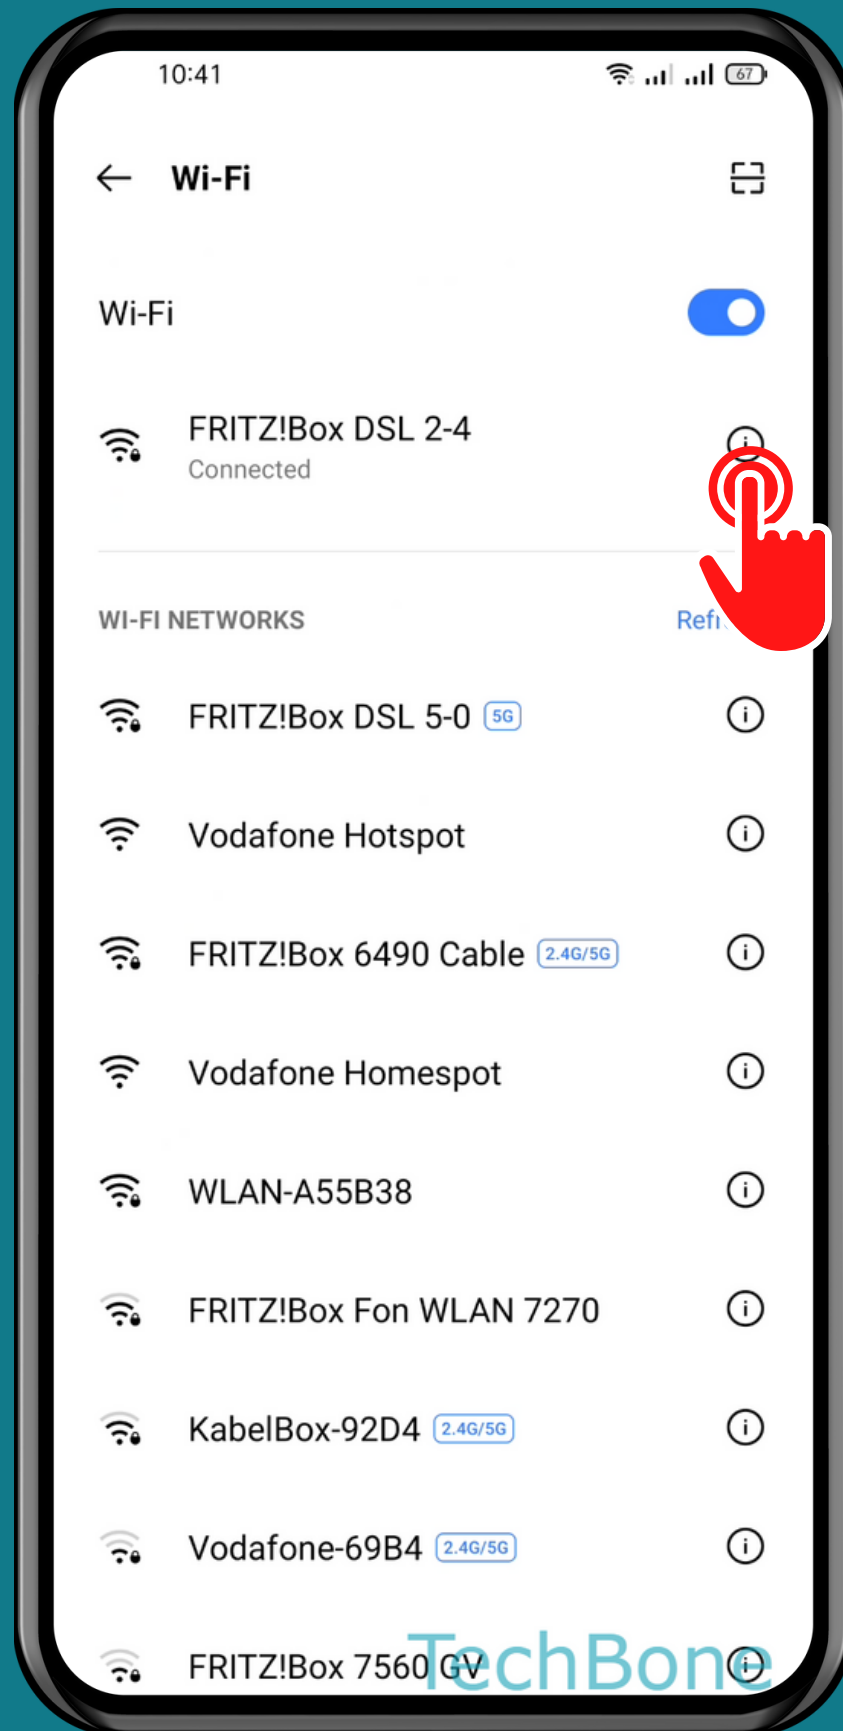 10:41 67
Wi-Fi
Wi-Fi
FRITZ!Box DSL 2-4
Connected
WI-FI NETWORKS
FRITZ!Box DSL 5-0 5G
Vodafone Hotspot
FRITZ!Box 6490 Cable 2.4G/5G
Vodafone Homespot
WLAN-A55B38
FRITZ!Box Fon WLAN 7270
KabelBox-92D4 2.4G/5G
Vodafone-69B4 2.4G/5G
FRITZ!Box 7560 GV
TechBone